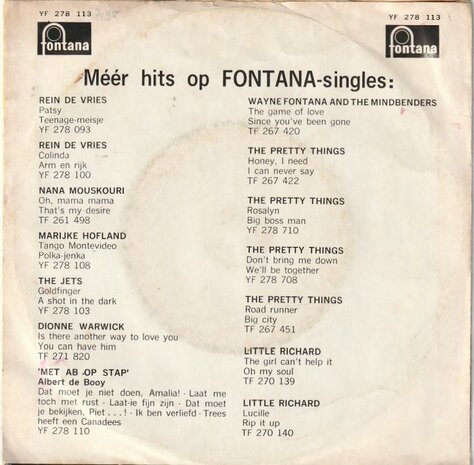 YF 278 113
fontana
YF 278 113
fontana
Méér hits op FONTANA-singles:
REIN DE VRIES
Patsy
Teenage-meisje
YF 278 093
REIN DE VRIES
Colinda
Arm en rijk
YF 278 100
NANA MOUSKOURI
Oh, mama mama
That's my desire
TF 261 498
MARIJKE HOFLAND
Tango Montevideo
Polka-jenka
YF 278 108
THE JETS
Goldfinger
A shot in the dark
YF 278 103
DIONNE WARWICK
Is there another way to love you
You can have him
TF 271 820
'MET AB OP STAP'
Albert de Booy
Dat moet je niet doen, Amalia! - Laat me
toch met rust - Laat-ie fijn zijn - Dat moet
je bekijken, Piet...! - Ik ben verliefd - Trees
heeft een Canadees
YF 278 110
WAYNE FONTANA AND THE MINDBENDERS
The game of love
Since you've been gone
TF 267 420
THE PRETTY THINGS
Honey, I need
I can never say
TF 267 422
THE PRETTY THINGS
Rosalyn
Big boss man
YF 278 710
THE PRETTY THINGS
Don't bring me down
We'll be together
YF 278 708
THE PRETTY THINGS
Road runner
Big city
TF 267 451
LITTLE RICHARD
The girl can't help it
Oh my soul
TF 270 139
LITTLE RICHARD
Lucille
Rip it up
TF 270 140